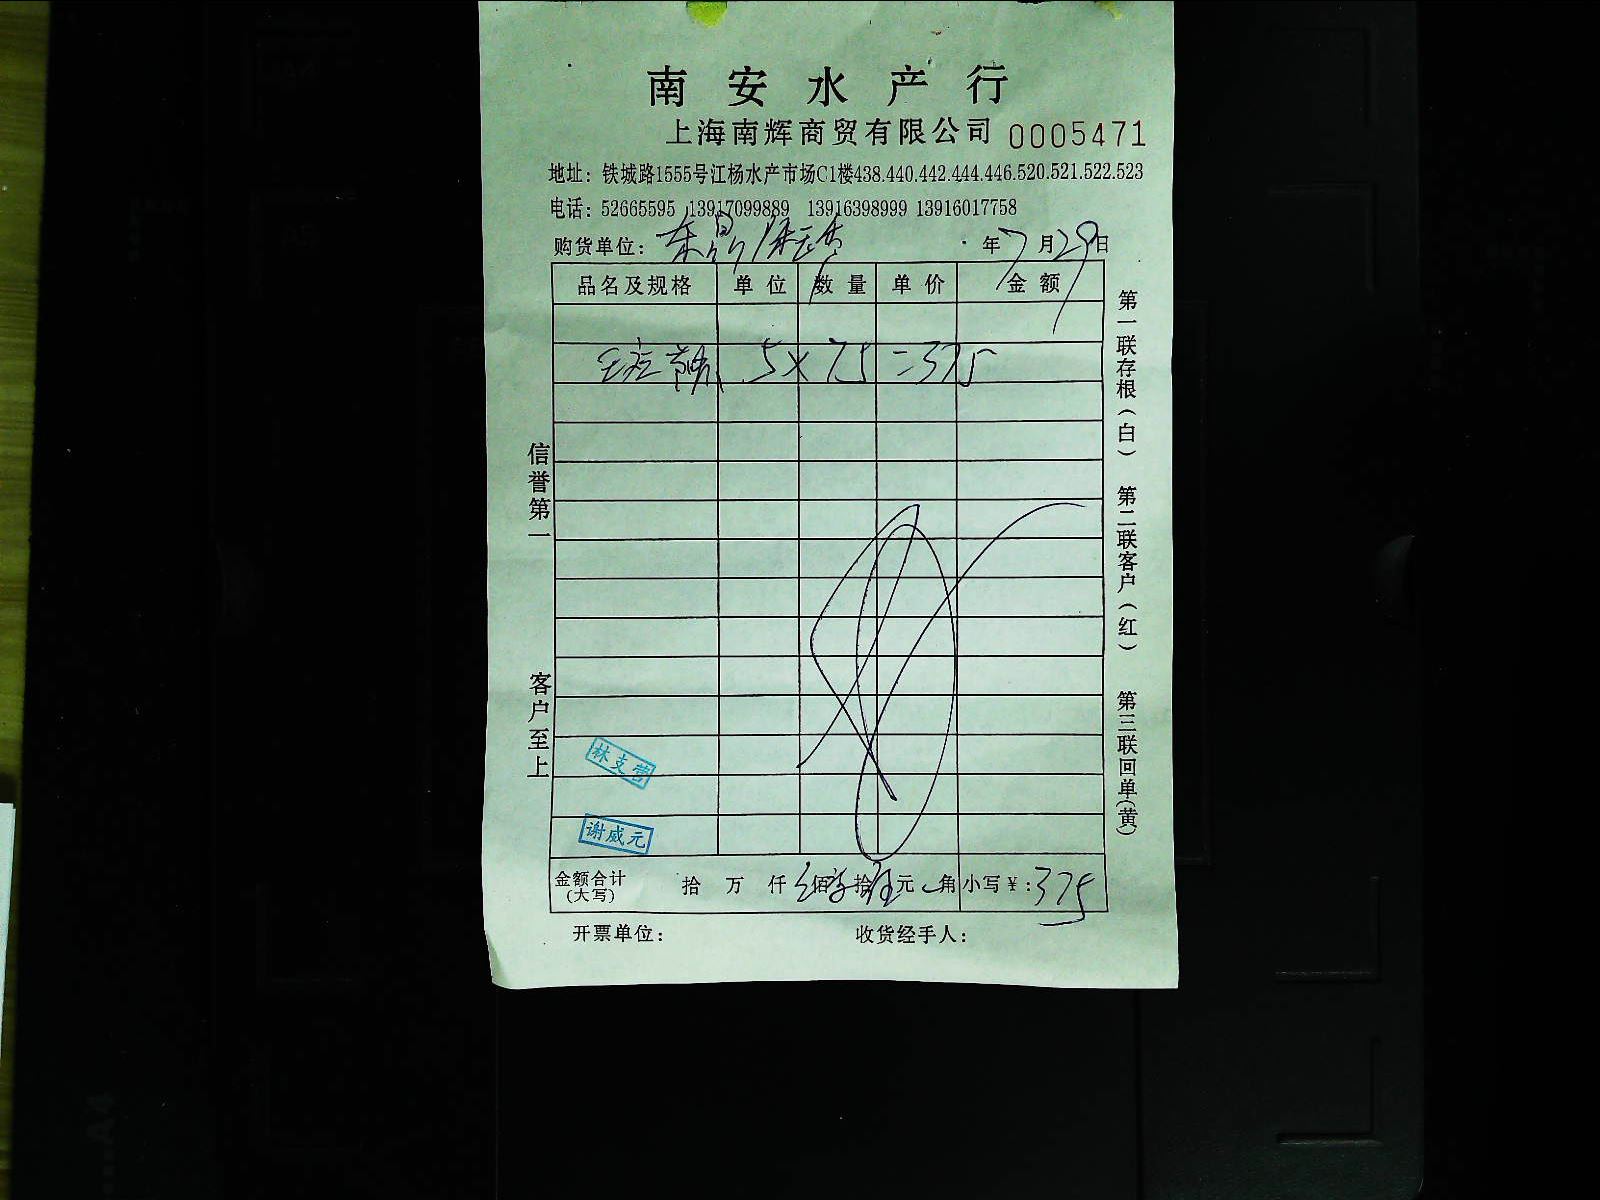 南安水产行
上海南辉商贸有限公司 0005471
地址：铁城路1555号江杨水产市场C1楼438.440.442.444.446.520.521.522.523
电话：52665595 13917099889 13916398999 13916017758
购货单位： 年7月29日
品名及规格 单位 数量 单价 金额
5×75=375
信誉第一
客户至上
第一联存根（白） 第二联客户（红） 第三联回单(黄)
林支营
谢威元
金额合计(大写) 拾 万 仟 佰 拾 元 角 小写¥：375
开票单位： 收货经手人：